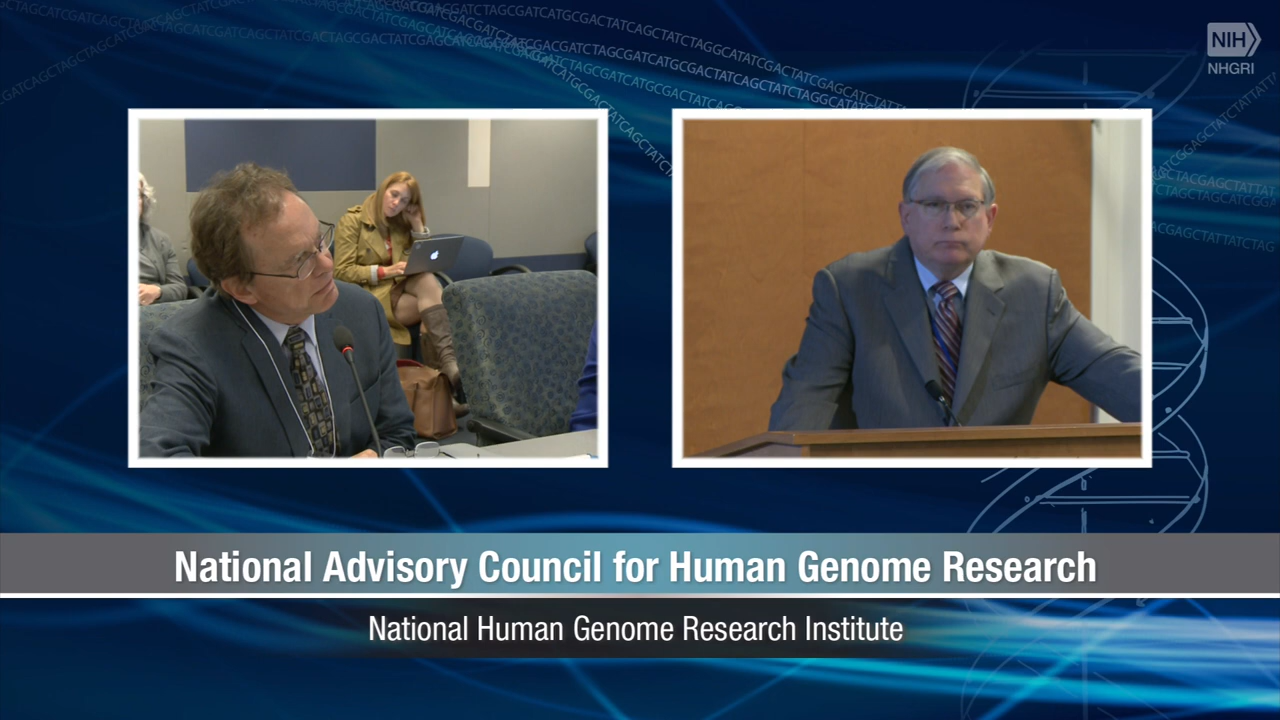 NIH
NHGRI
National Advisory Council for Human Genome Research
National Human Genome Research Institute